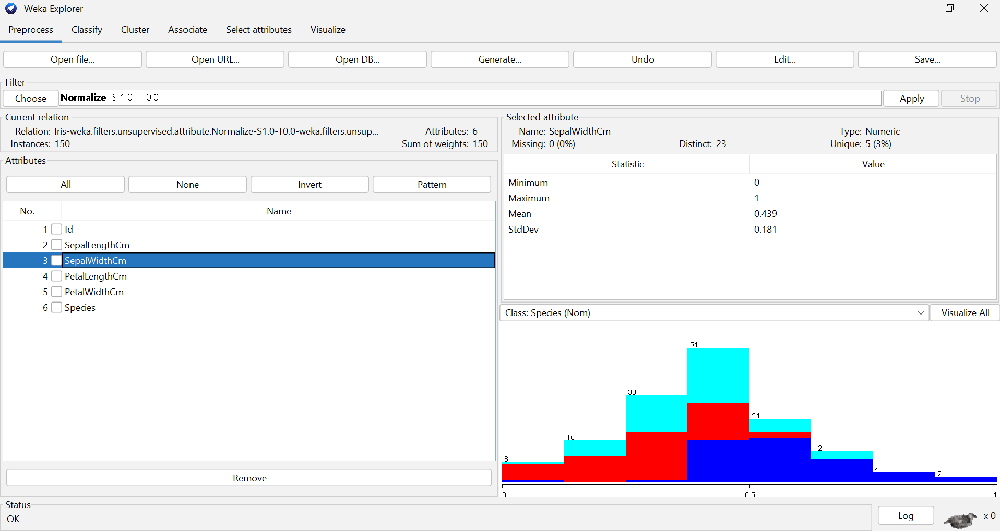 Weka Explorer
Preprocess Classify Cluster Associate Select attributes Visualize
Open file... Open URL... Open DB... Generate... Undo Edit... Save...
Filter
Choose Normalize -S 1.0 -T 0.0 Apply Stop
Current relation
Relation: Iris-weka.filters.unsupervised.attribute.Normalize-S1.0-T0.0-weka.filters.unsup... Attributes: 6
Instances: 150 Sum of weights: 150
Attributes
All None Invert Pattern
No. Name
1 Id
2 SepalLengthCm
3 SepalWidthCm
4 PetalLengthCm
5 PetalWidthCm
6 Species
Remove
Selected attribute
Name: SepalWidthCm Type: Numeric
Missing: 0 (0%) Distinct: 23 Unique: 5 (3%)
Statistic Value
Minimum 0
Maximum 1
Mean 0.439
StdDev 0.181
Class: Species (Nom) Visualize All
51
33
24
16
12
8
4
2
0 0.5 1
Status
OK
Log x 0